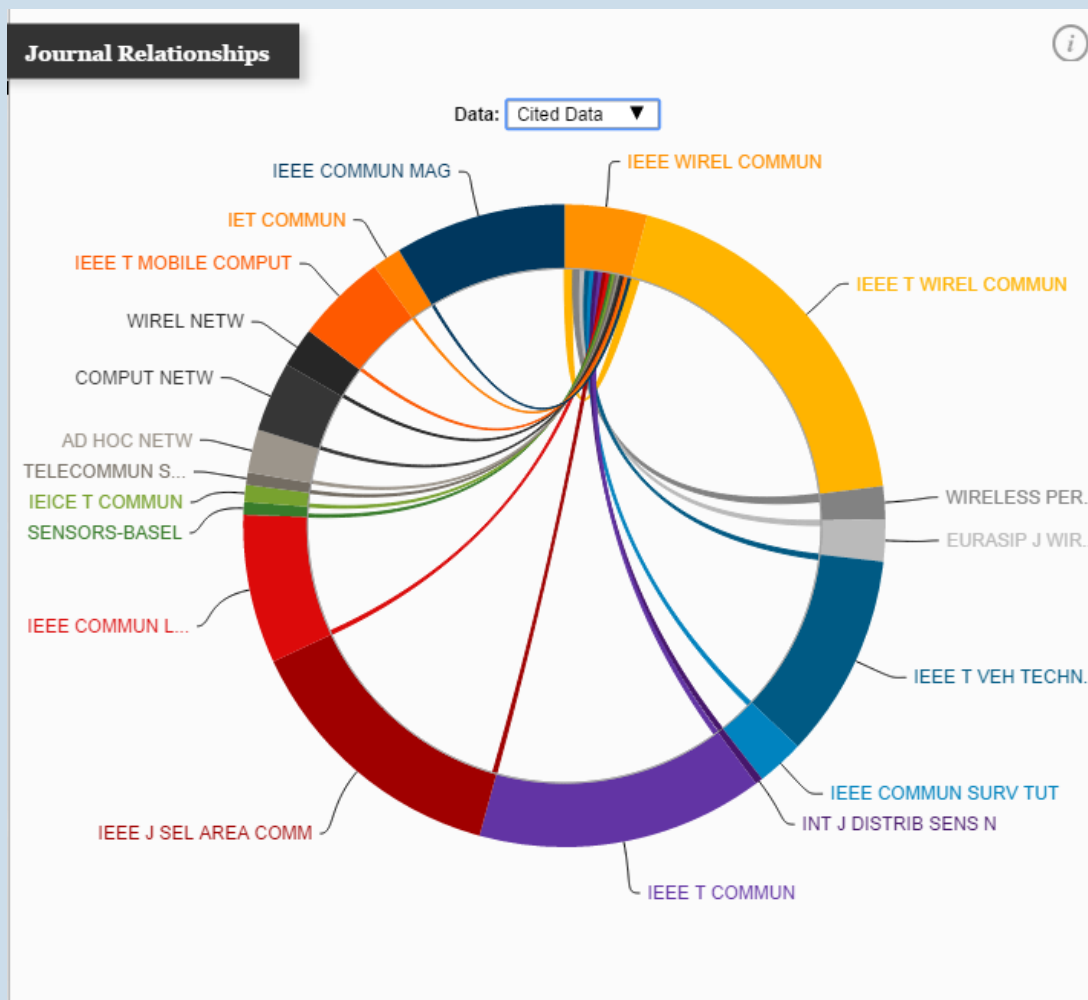 Journal Relationships
i
Data: Cited Data ▼
IEEE WIREL COMMUN
IEEE COMMUN MAG
IET COMMUN
IEEE T MOBILE COMPUT
IEEE T WIREL COMMUN
WIREL NETW
COMPUT NETW
AD HOC NETW
TELECOMMUN S...
IEICE T COMMUN
SENSORS-BASEL
WIRELESS PER.
EURASIP J WIR.
IEEE COMMUN L...
IEEE T VEH TECHN.
IEEE COMMUN SURV TUT
INT J DISTRIB SENS N
IEEE J SEL AREA COMM
IEEE T COMMUN